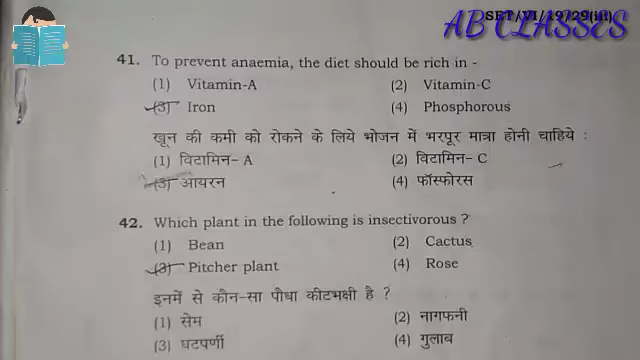 SET/VI/19/29(iii)
AB CLASSES
41. To prevent anaemia, the diet should be rich in -
(1) Vitamin-A (2) Vitamin-C
(3) Iron (4) Phosphorous
खून की कमी को रोकने के लिये भोजन में भरपूर मात्रा होनी चाहिये :
(1) विटामिन- A (2) विटामिन- C
(3) आयरन (4) फॉस्फोरस
42. Which plant in the following is insectivorous ?
(1) Bean (2) Cactus
(3) Pitcher plant (4) Rose
इनमें से कौन-सा पौधा कीटभक्षी है ?
(1) सेम (2) नागफनी
(3) घटपर्णी (4) गुलाब